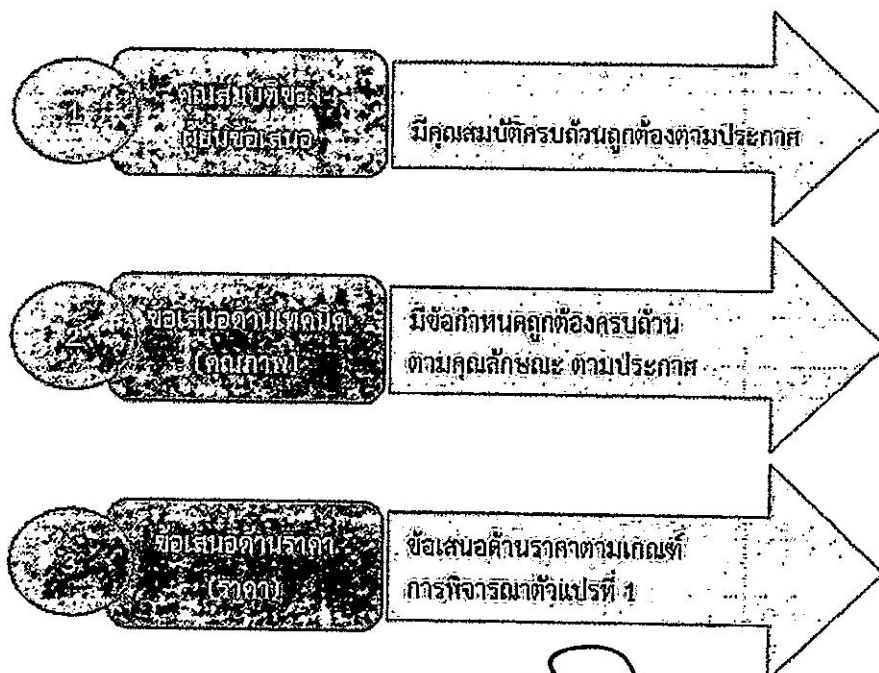 1
คุณสมบัติของ
ผู้ยื่นข้อเสนอ
มีคุณสมบัติครบถ้วนถูกต้องตามประกาศ
2
ข้อเสนอด้านเทคนิค
(คุณภาพ)
มีข้อกำหนดถูกต้องครบถ้วน
ตามคุณลักษณะ ตามประกาศ
3
ข้อเสนอด้านราคา
(ราคา)
ข้อเสนอด้านราคาตามเกณฑ์
การพิจารณาตัวแปรที่ 1